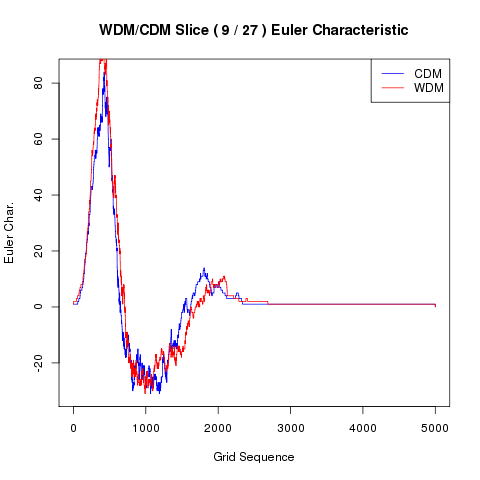 WDM/CDM Slice ( 9 / 27 ) Euler Characteristic
CDM
WDM
Euler Char.
80
60
40
20
0
-20
0 1000 2000 3000 4000 5000
Grid Sequence